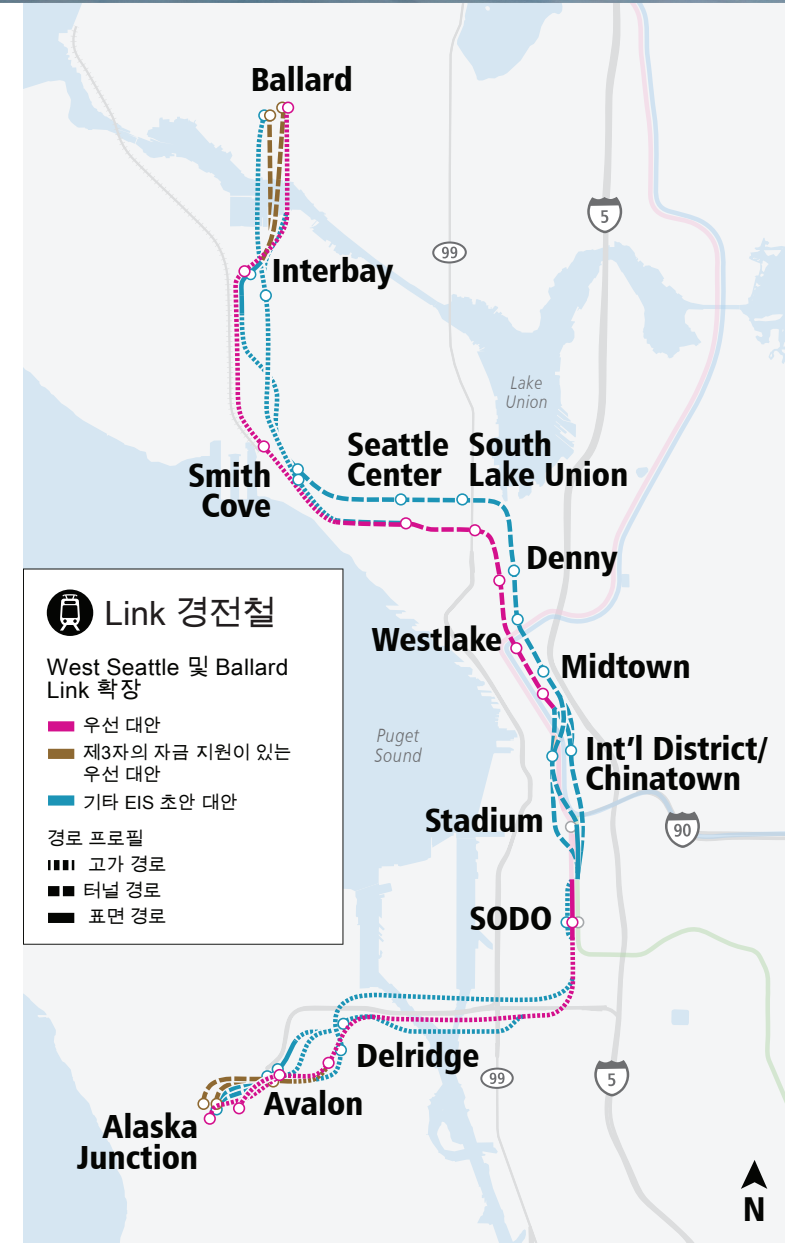 Ballard
5
99
Interbay
Lake
Union
Seattle
Center
South
Lake Union
Smith
Cove
Denny
Link 경전철
West Seattle 및 Ballard
Link 확장
우선 대안
제3자의 자금 지원이 있는
우선 대안
기타 EIS 초안 대안
경로 프로필
고가 경로
터널 경로
표면 경로
Westlake
Midtown
Puget
Sound
Int'l District/
Chinatown
Stadium
90
SODO
Delridge
99
5
Avalon
Alaska
Junction
N